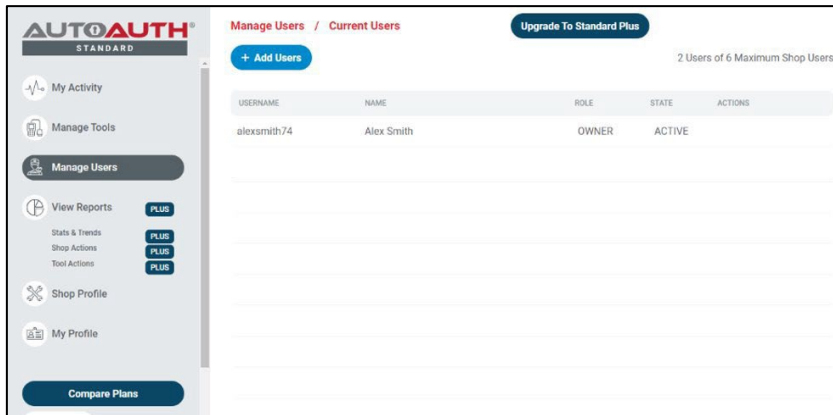 AUTOAUTH®
STANDARD
My Activity
Manage Tools
Manage Users
View Reports PLUS
Stats & Trends PLUS
Shop Actions PLUS
Tool Actions PLUS
Shop Profile
My Profile
Compare Plans
Manage Users / Current Users
Upgrade To Standard Plus
+ Add Users
2 Users of 6 Maximum Shop Users
USERNAME NAME ROLE STATE ACTIONS
alexsmith74 Alex Smith OWNER ACTIVE